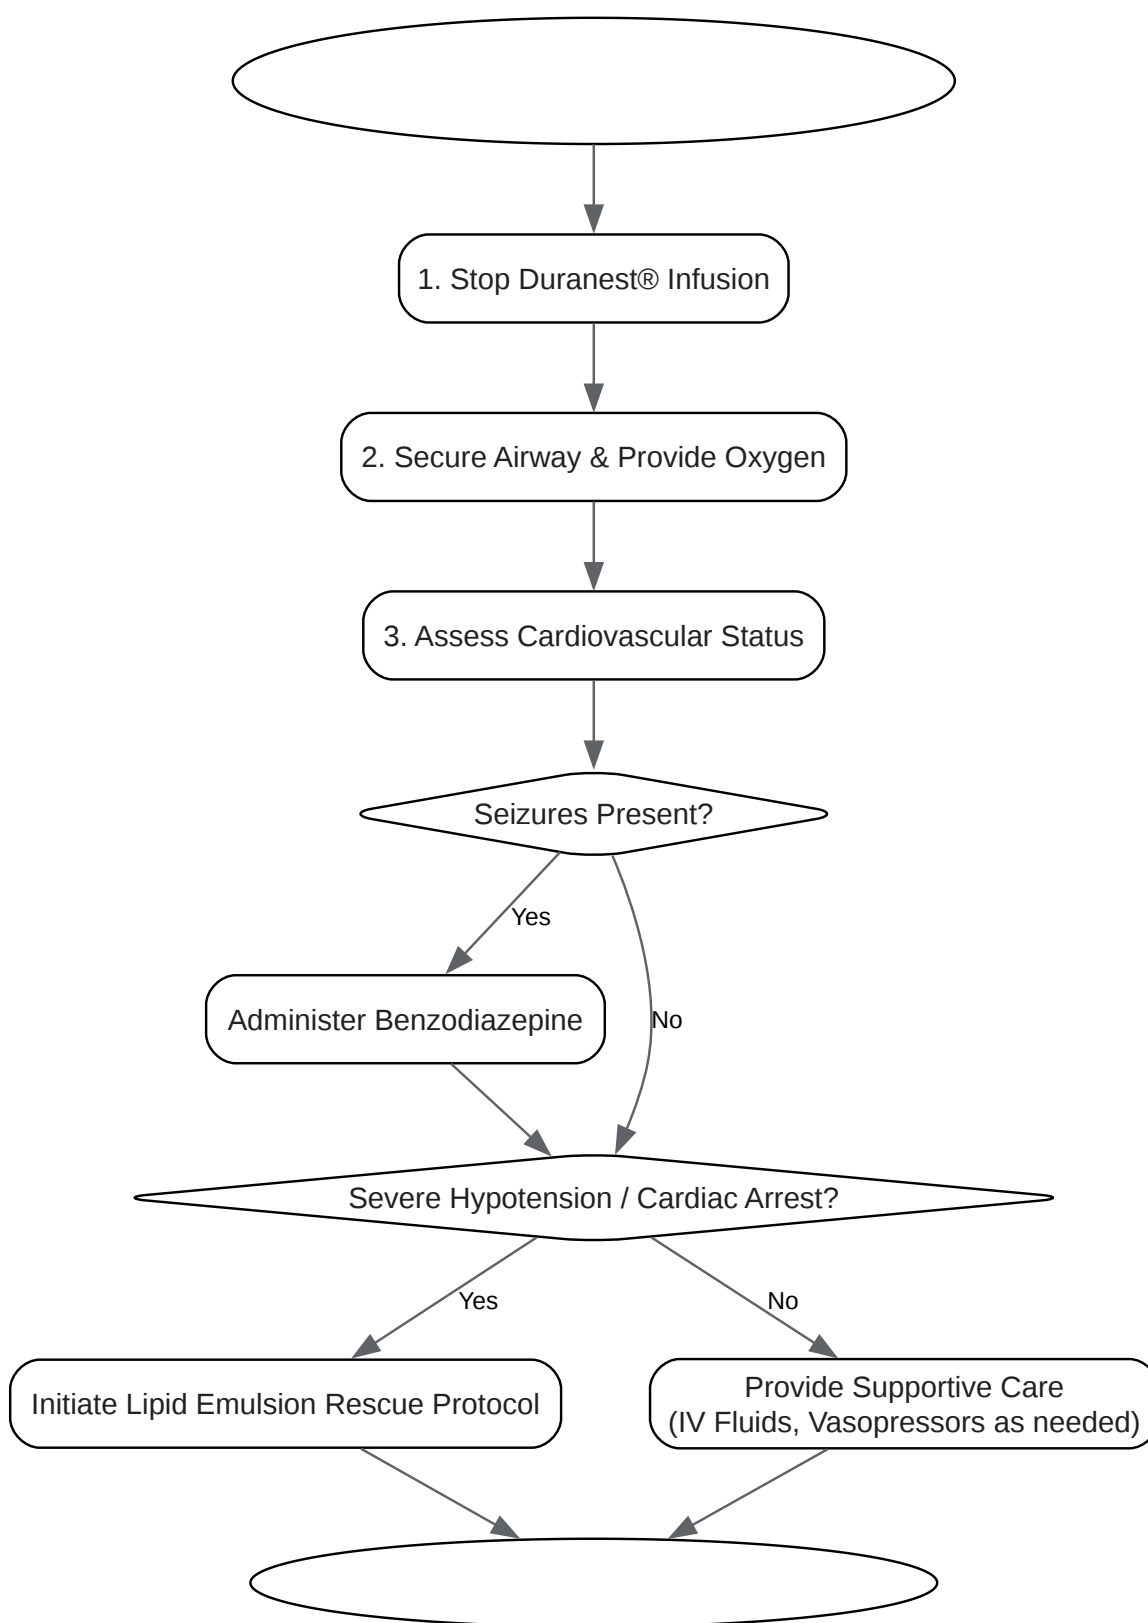 1. Stop Duranest® Infusion
2. Secure Airway & Provide Oxygen
3. Assess Cardiovascular Status
Seizures Present?
Yes
Administer Benzodiazepine
No
Severe Hypotension / Cardiac Arrest?
Yes
No
Initiate Lipid Emulsion Rescue Protocol
Provide Supportive Care
(IV Fluids, Vasopressors as needed)